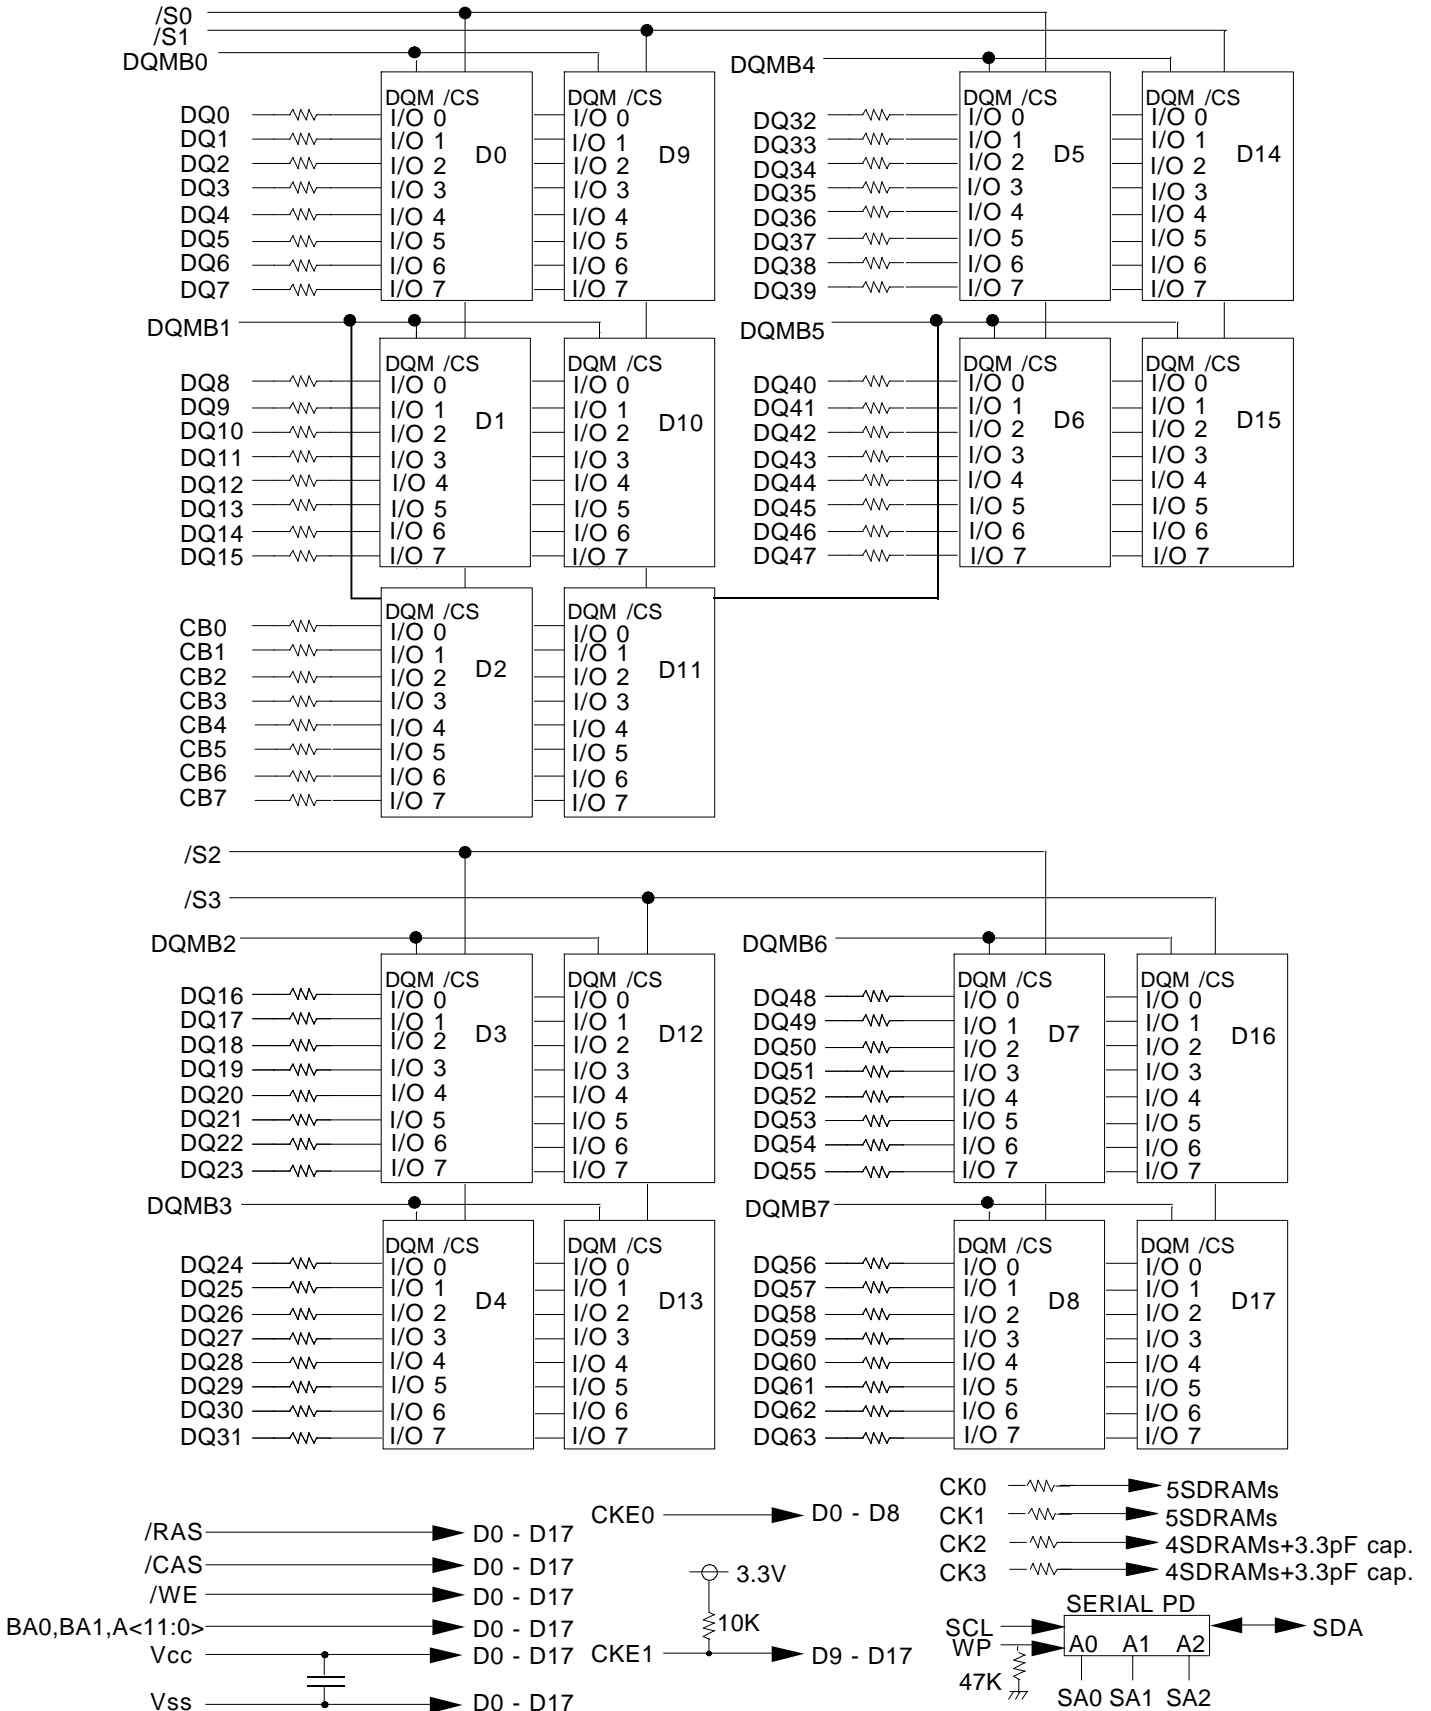 /S0
/S1
DQMB0
DQMB4
DQM /CS DQM /CS DQM /CS DQM /CS
DQ0 I/O 0 I/O 0 DQ32 I/O 0 I/O 0
DQ1 I/O 1 I/O 1 DQ33 I/O 1 I/O 1
DQ2 I/O 2 D0 I/O 2 D9 DQ34 I/O 2 D5 I/O 2 D14
DQ3 I/O 3 I/O 3 DQ35 I/O 3 I/O 3
DQ4 I/O 4 I/O 4 DQ36 I/O 4 I/O 4
DQ5 I/O 5 I/O 5 DQ37 I/O 5 I/O 5
DQ6 I/O 6 I/O 6 DQ38 I/O 6 I/O 6
DQ7 I/O 7 I/O 7 DQ39 I/O 7 I/O 7
DQMB1 DQMB5
DQM /CS DQM /CS DQM /CS DQM /CS
DQ8 I/O 0 I/O 0 DQ40 I/O 0 I/O 0
DQ9 I/O 1 I/O 1 DQ41 I/O 1 I/O 1
DQ10 I/O 2 D1 I/O 2 D10 DQ42 I/O 2 D6 I/O 2 D15
DQ11 I/O 3 I/O 3 DQ43 I/O 3 I/O 3
DQ12 I/O 4 I/O 4 DQ44 I/O 4 I/O 4
DQ13 I/O 5 I/O 5 DQ45 I/O 5 I/O 5
DQ14 I/O 6 I/O 6 DQ46 I/O 6 I/O 6
DQ15 I/O 7 I/O 7 DQ47 I/O 7 I/O 7
DQM /CS DQM /CS
CB0 I/O 0 I/O 0
CB1 I/O 1 I/O 1
CB2 I/O 2 D2 I/O 2 D11
CB3 I/O 3 I/O 3
CB4 I/O 4 I/O 4
CB5 I/O 5 I/O 5
CB6 I/O 6 I/O 6
CB7 I/O 7 I/O 7
/S2
/S3
DQMB2 DQMB6
DQM /CS DQM /CS DQM /CS DQM /CS
DQ16 I/O 0 I/O 0 DQ48 I/O 0 I/O 0
DQ17 I/O 1 I/O 1 DQ49 I/O 1 I/O 1
DQ18 I/O 2 D3 I/O 2 D12 DQ50 I/O 2 D7 I/O 2 D16
DQ19 I/O 3 I/O 3 DQ51 I/O 3 I/O 3
DQ20 I/O 4 I/O 4 DQ52 I/O 4 I/O 4
DQ21 I/O 5 I/O 5 DQ53 I/O 5 I/O 5
DQ22 I/O 6 I/O 6 DQ54 I/O 6 I/O 6
DQ23 I/O 7 I/O 7 DQ55 I/O 7 I/O 7
DQMB3 DQMB7
DQM /CS DQM /CS DQM /CS DQM /CS
DQ24 I/O 0 I/O 0 DQ56 I/O 0 I/O 0
DQ25 I/O 1 I/O 1 DQ57 I/O 1 I/O 1
DQ26 I/O 2 D4 I/O 2 D13 DQ58 I/O 2 D8 I/O 2 D17
DQ27 I/O 3 I/O 3 DQ59 I/O 3 I/O 3
DQ28 I/O 4 I/O 4 DQ60 I/O 4 I/O 4
DQ29 I/O 5 I/O 5 DQ61 I/O 5 I/O 5
DQ30 I/O 6 I/O 6 DQ62 I/O 6 I/O 6
DQ31 I/O 7 I/O 7 DQ63 I/O 7 I/O 7
/RAS D0 - D17
/CAS D0 - D17
/WE D0 - D17
BA0,BA1,A<11:0> D0 - D17
Vcc D0 - D17
Vss D0 - D17
CKE0 D0 - D8
3.3V
10K
CKE1 D9 - D17
CK0 5SDRAMs
CK1 5SDRAMs
CK2 4SDRAMs+3.3pF cap.
CK3 4SDRAMs+3.3pF cap.
SERIAL PD
SCL SDA
WP A0 A1 A2
47K
SA0 SA1 SA2